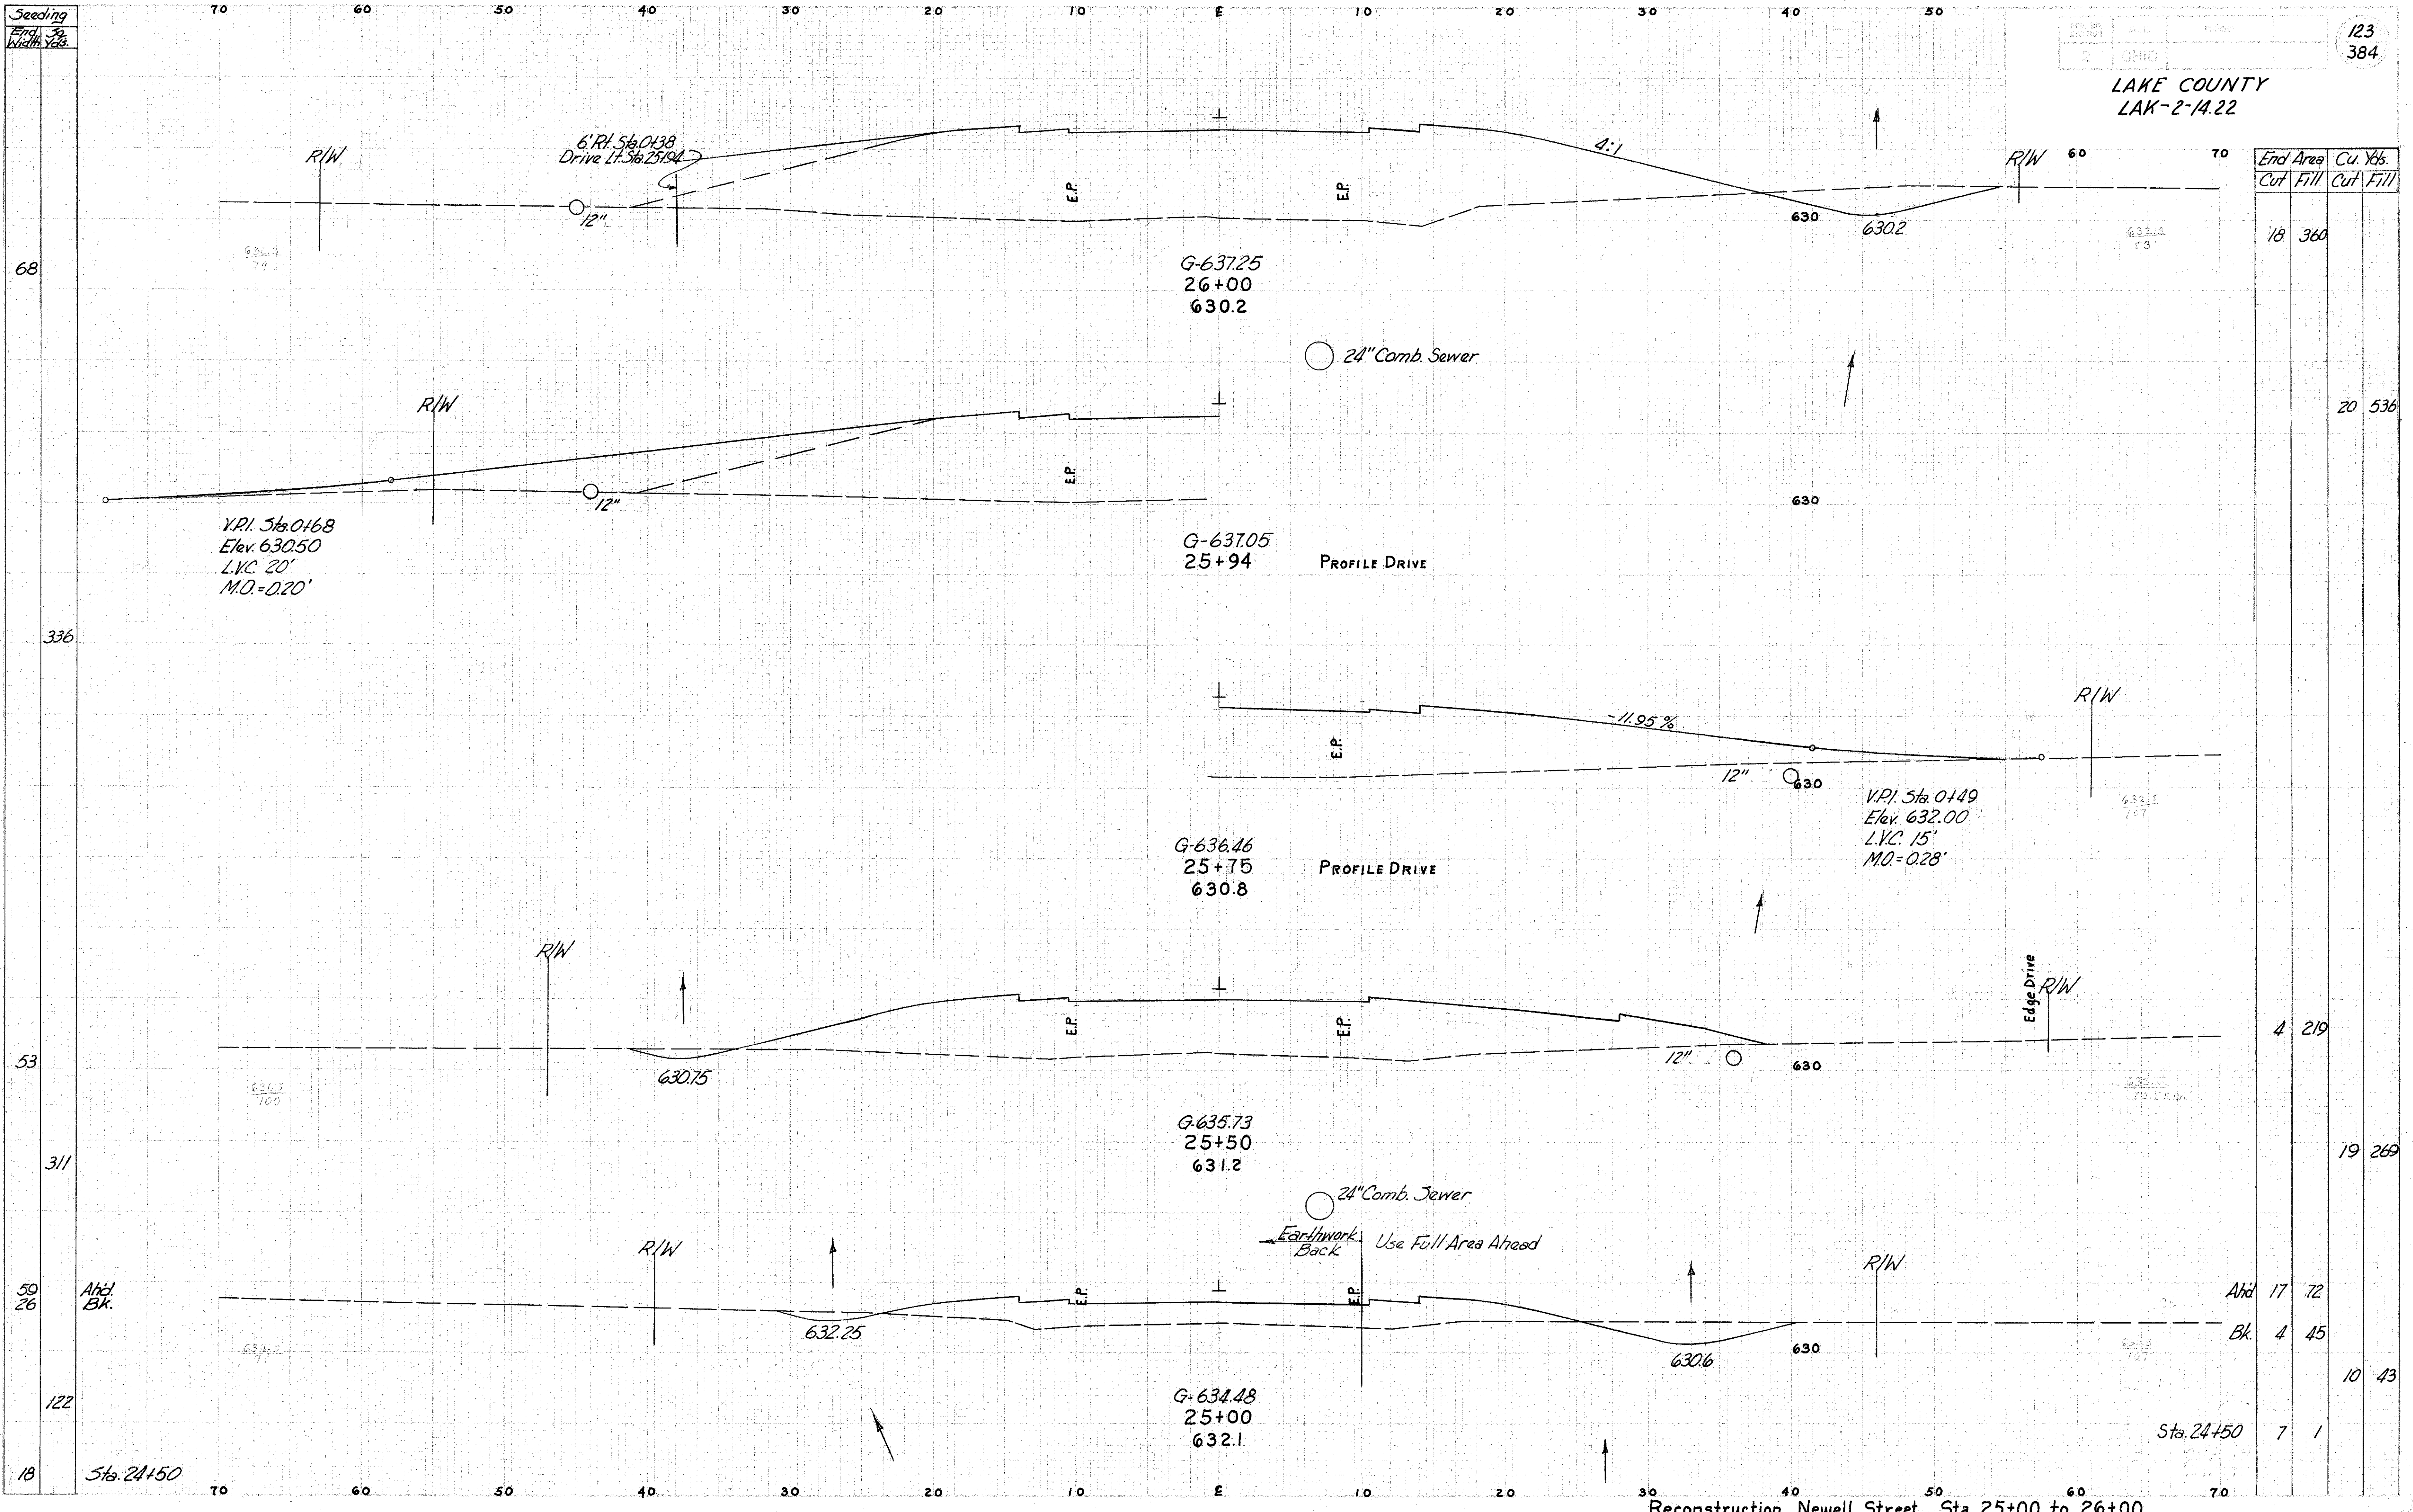 Seeding
End Width
Sq. Yds.
70 60 50 40 30 20 10 ℄ 10 20 30 40 50
OHIO
123
384
LAKE COUNTY
LAK-2-14.22
60 70
End Area Cu. Yds.
Cut Fill Cut Fill
R/W
6' Rt. Sta. 0+38
Drive Lt. Sta. 25+94
12"
E.P.
E.P.
4:1
R/W
630
630.2
18 360
68
G-637.25
26+00
630.2
24" Comb. Sewer
20 536
R/W
12"
E.P.
630
V.P.I. Sta. 0+68
Elev. 630.50
L.V.C. 20'
M.O.=0.20'
G-637.05
25+94 PROFILE DRIVE
336
R/W
-11.95 %
E.P.
12"
630
V.P.I. Sta. 0+49
Elev. 632.00
L.V.C. 15'
M.O.=0.28'
G-636.46
25+75 PROFILE DRIVE
630.8
R/W
Edge Drive
R/W
E.P.
E.P.
12"
630
630.75
4 219
53
G-635.73
25+50
631.2
311
19 269
24" Comb. Sewer
Earthwork Back
Use Full Area Ahead
R/W
R/W
E.P.
E.P.
59 Ahd.
26 Bk.
Ahd 17 72
Bk. 4 45
632.25
630.6
630
10 43
122
G-634.48
25+00
632.1
Sta. 24+50 7 1
18 Sta. 24+50
70 60 50 40 30 20 10 ℄ 10 20 30 40 50 60 70
Reconstruction Newell Street Sta. 25+00 to 26+00